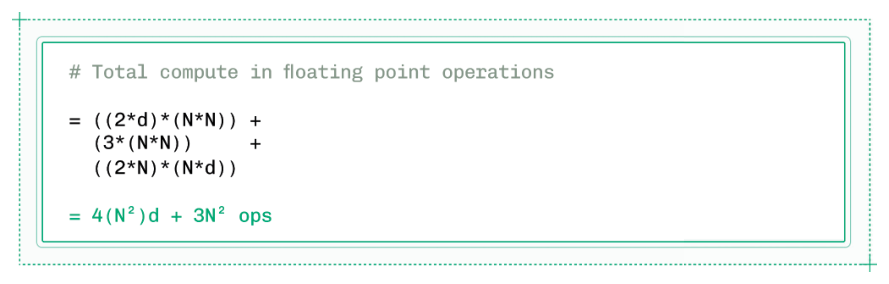 # Total compute in floating point operations
= ((2*d)*(N*N)) +
(3*(N*N)) +
((2*N)*(N*d))
= 4(N²)d + 3N² ops